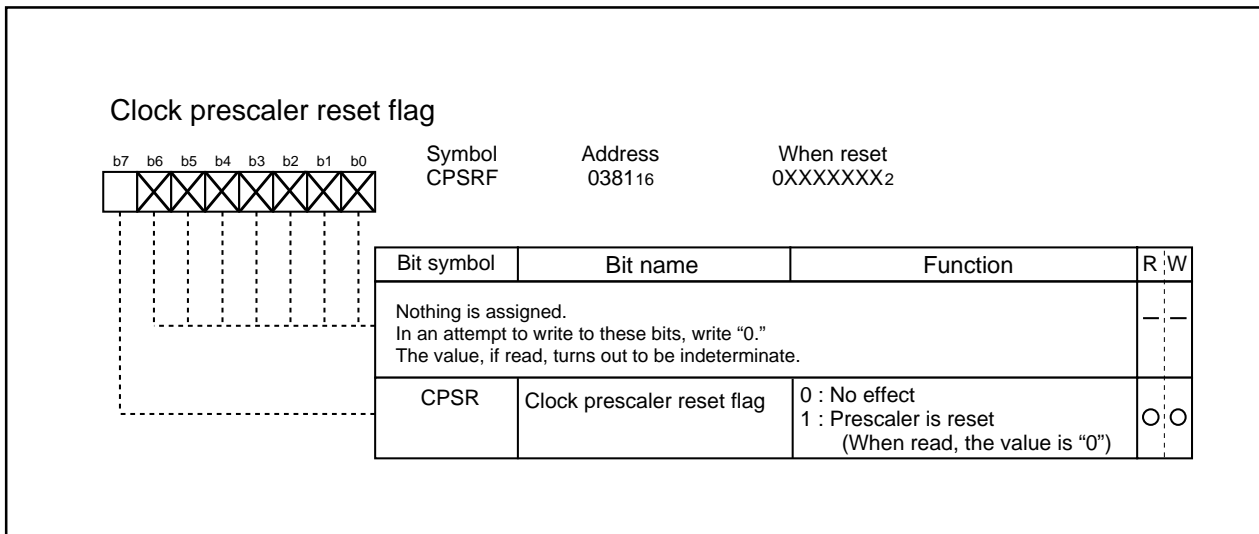 Clock prescaler reset flag
b7 b6 b5 b4 b3 b2 b1 b0
Symbol Address When reset
CPSRF 038116 0XXXXXXX2
Bit symbol Bit name Function R W
Nothing is assigned.
In an attempt to write to these bits, write “0.”
The value, if read, turns out to be indeterminate.
— —
CPSR Clock prescaler reset flag 0 : No effect
1 : Prescaler is reset
(When read, the value is “0”)
O O